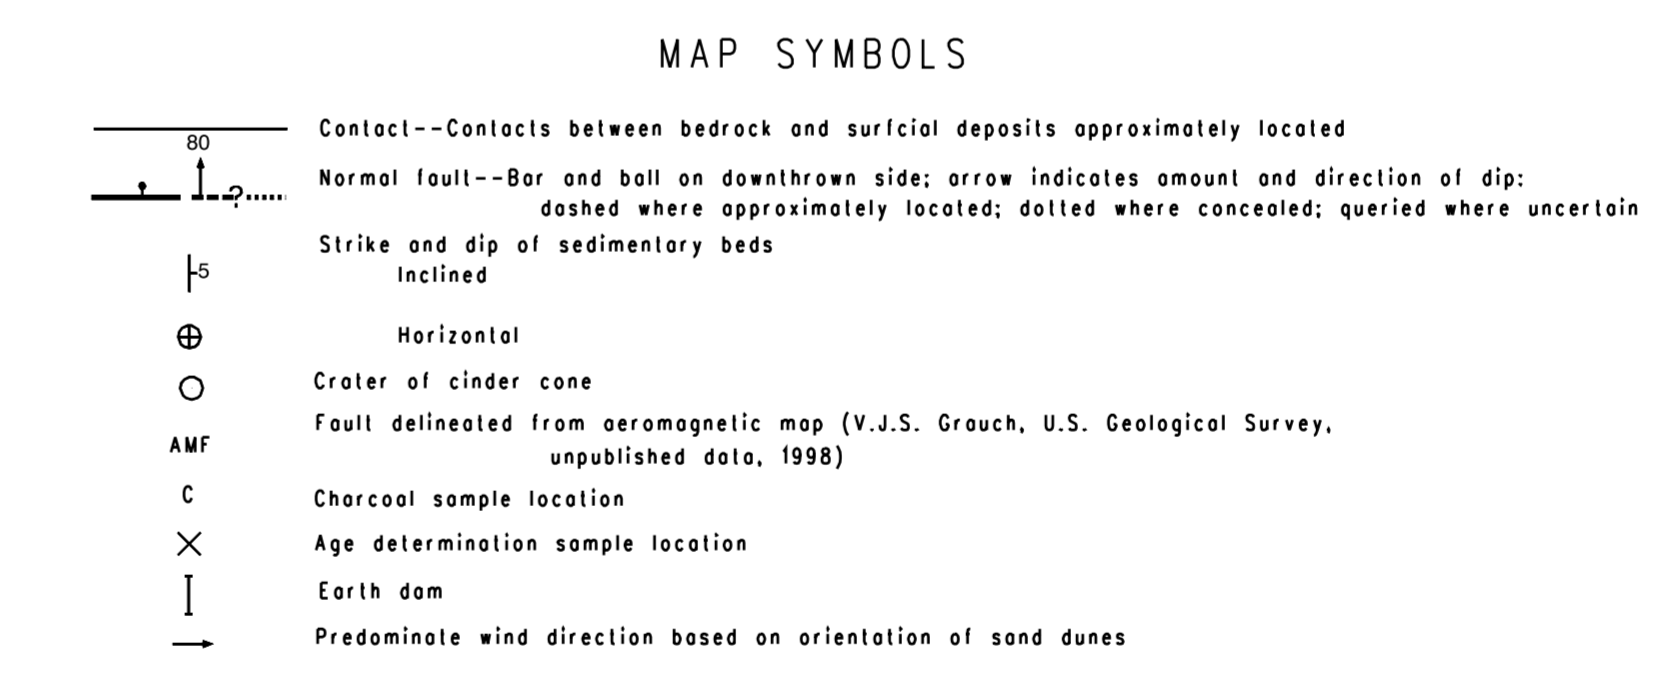 MAP SYMBOLS
Contact--Contacts between bedrock and surfcial deposits approximately located
80
Normal fault--Bar and ball on downthrown side; arrow indicates amount and direction of dip:
?
dashed where approximately located; dotted where concealed; queried where uncertain
Strike and dip of sedimentary beds
5
Inclined
Horizontal
Crater of cinder cone
AMF
Fault delineated from aeromagnetic map (V.J.S. Grauch, U.S. Geological Survey,
unpublished data, 1998)
C
Charcoal sample location
Age determination sample location
Earth dam
Predominate wind direction based on orientation of sand dunes